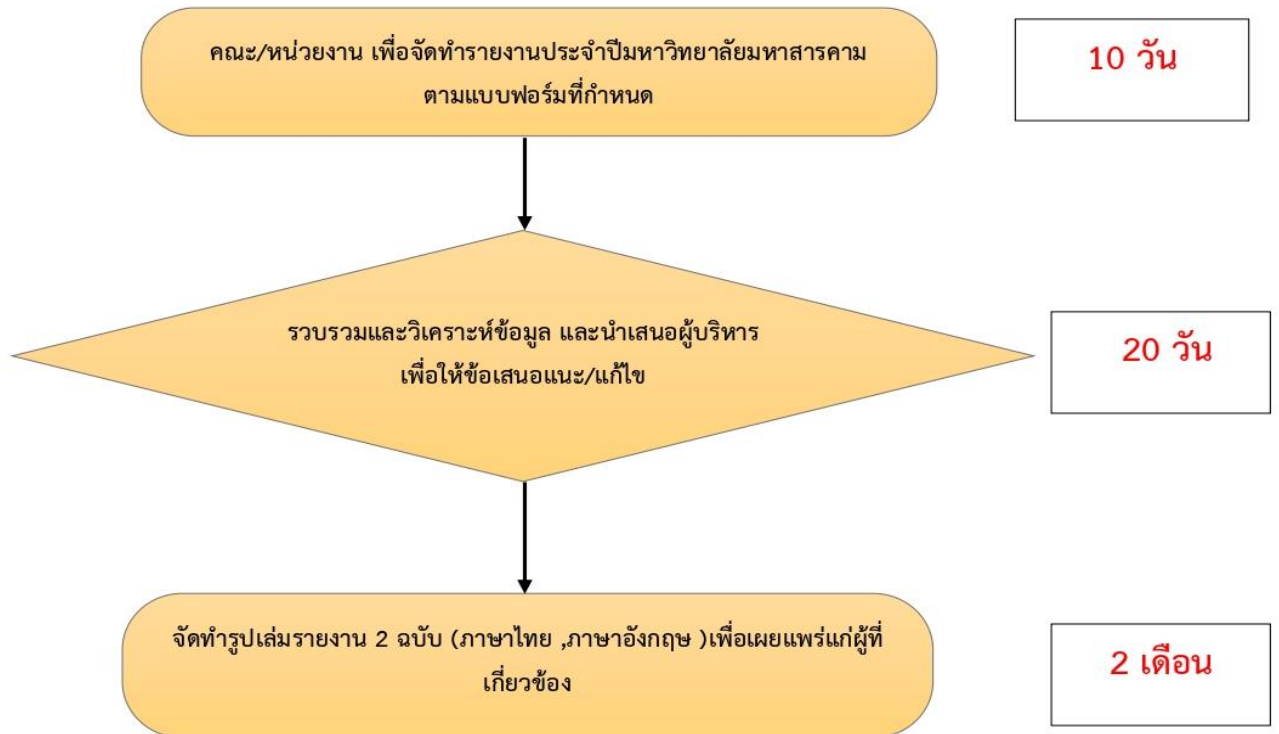 คณะ/หน่วยงาน เพื่อจัดทำรายงานประจำปีมหาวิทยาลัยมหาสารคาม
ตามแบบฟอร์มที่กำหนด
10 วัน
รวบรวมและวิเคราะห์ข้อมูล และนำเสนอผู้บริหาร
เพื่อให้ข้อเสนอแนะ/แก้ไข
20 วัน
จัดทำรูปเล่มรายงาน 2 ฉบับ (ภาษาไทย ,ภาษาอังกฤษ )เพื่อเผยแพร่แก่ผู้ที่
เกี่ยวข้อง
2 เดือน